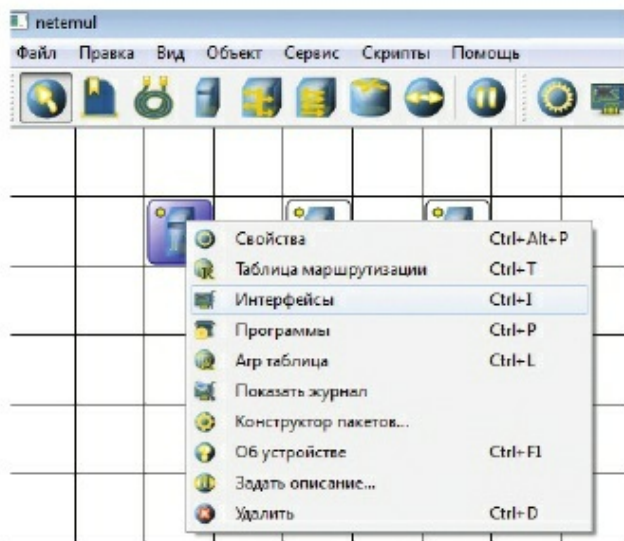 netemul
Файл Правка Вид Объект Сервис Скрипты Помощь
Свойства Ctrl+Alt+P
Таблица маршрутизации Ctrl+T
Интерфейсы Ctrl+I
Программы Ctrl+P
Arp таблица Ctrl+L
Показать журнал
Конструктор пакетов...
Об устройстве Ctrl+F1
Задать описание...
Удалить Ctrl+D